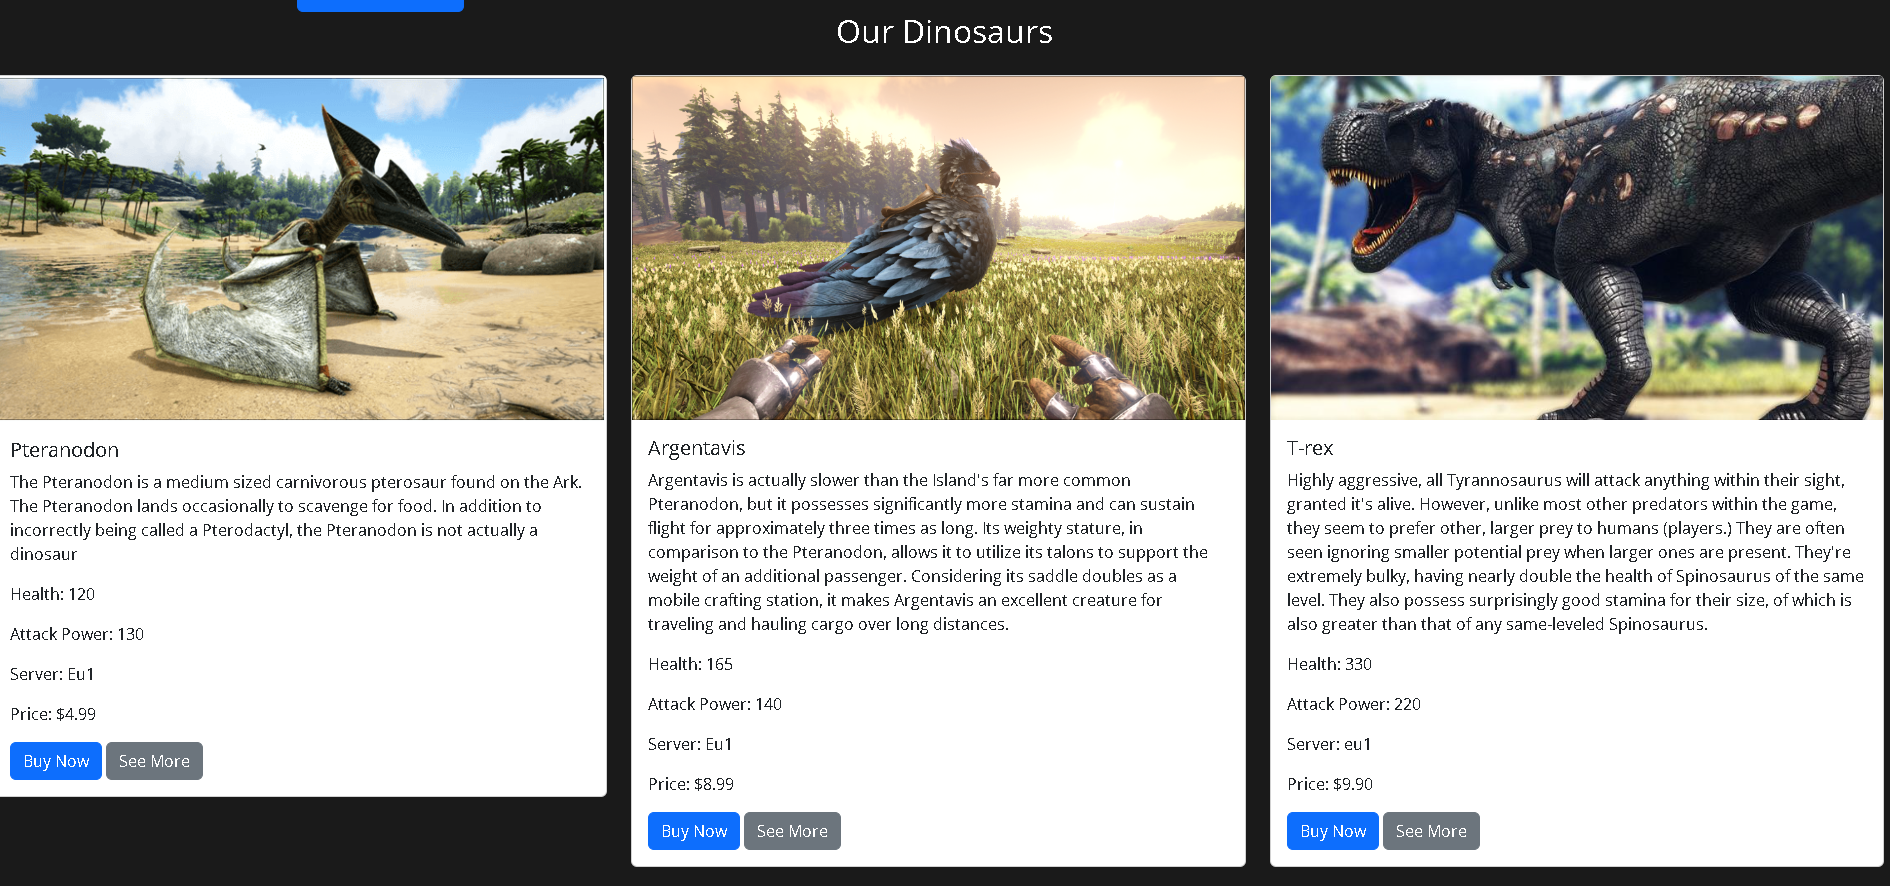 Our Dinosaurs
Pteranodon
The Pteranodon is a medium sized carnivorous pterosaur found on the Ark.
The Pteranodon lands occasionally to scavenge for food. In addition to
incorrectly being called a Pterodactyl, the Pteranodon is not actually a
dinosaur
Health: 120
Attack Power: 130
Server: Eu1
Price: $4.99
Buy Now See More
Argentavis
Argentavis is actually slower than the Island's far more common
Pteranodon, but it possesses significantly more stamina and can sustain
flight for approximately three times as long. Its weighty stature, in
comparison to the Pteranodon, allows it to utilize its talons to support the
weight of an additional passenger. Considering its saddle doubles as a
mobile crafting station, it makes Argentavis an excellent creature for
traveling and hauling cargo over long distances.
Health: 165
Attack Power: 140
Server: Eu1
Price: $8.99
Buy Now See More
T-rex
Highly aggressive, all Tyrannosaurus will attack anything within their sight,
granted it's alive. However, unlike most other predators within the game,
they seem to prefer other, larger prey to humans (players.) They are often
seen ignoring smaller potential prey when larger ones are present. They're
extremely bulky, having nearly double the health of Spinosaurus of the same
level. They also possess surprisingly good stamina for their size, of which is
also greater than that of any same-leveled Spinosaurus.
Health: 330
Attack Power: 220
Server: eu1
Price: $9.90
Buy Now See More